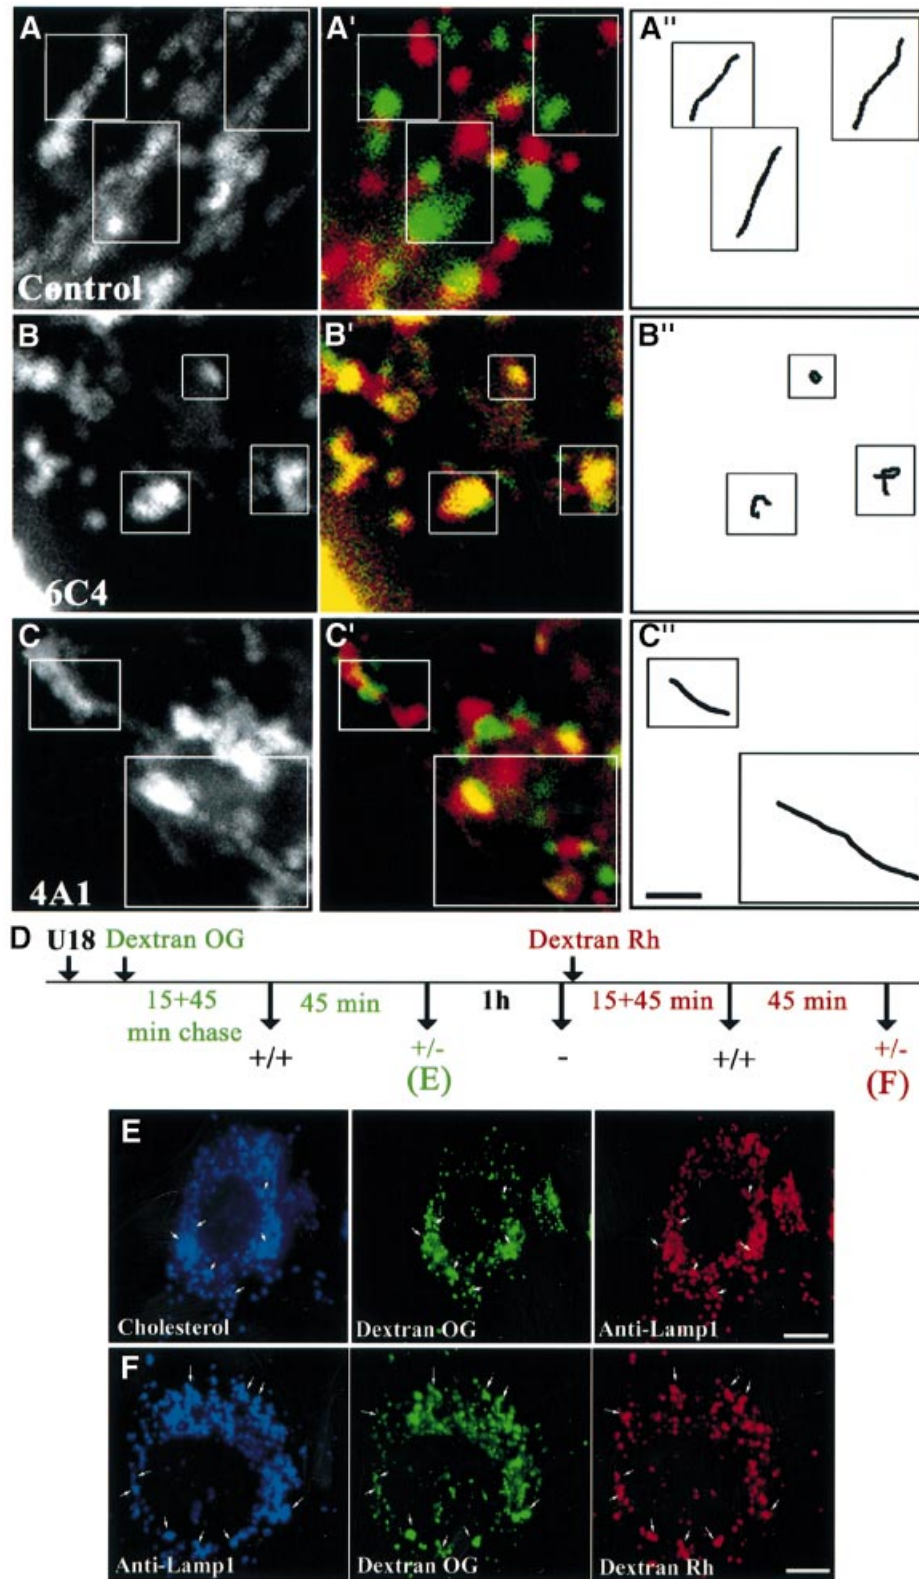 A A' A"
Control
B B' B"
6C4
C C' C"
4A1
D U18 Dextran OG Dextran Rh
15+45 min chase 45 min 1h 15+45 min 45 min
+/+ +/- (E) - +/+ +/- (F)
E
Cholesterol Dextran OG Anti-Lamp1
F
Anti-Lamp1 Dextran OG Dextran Rh